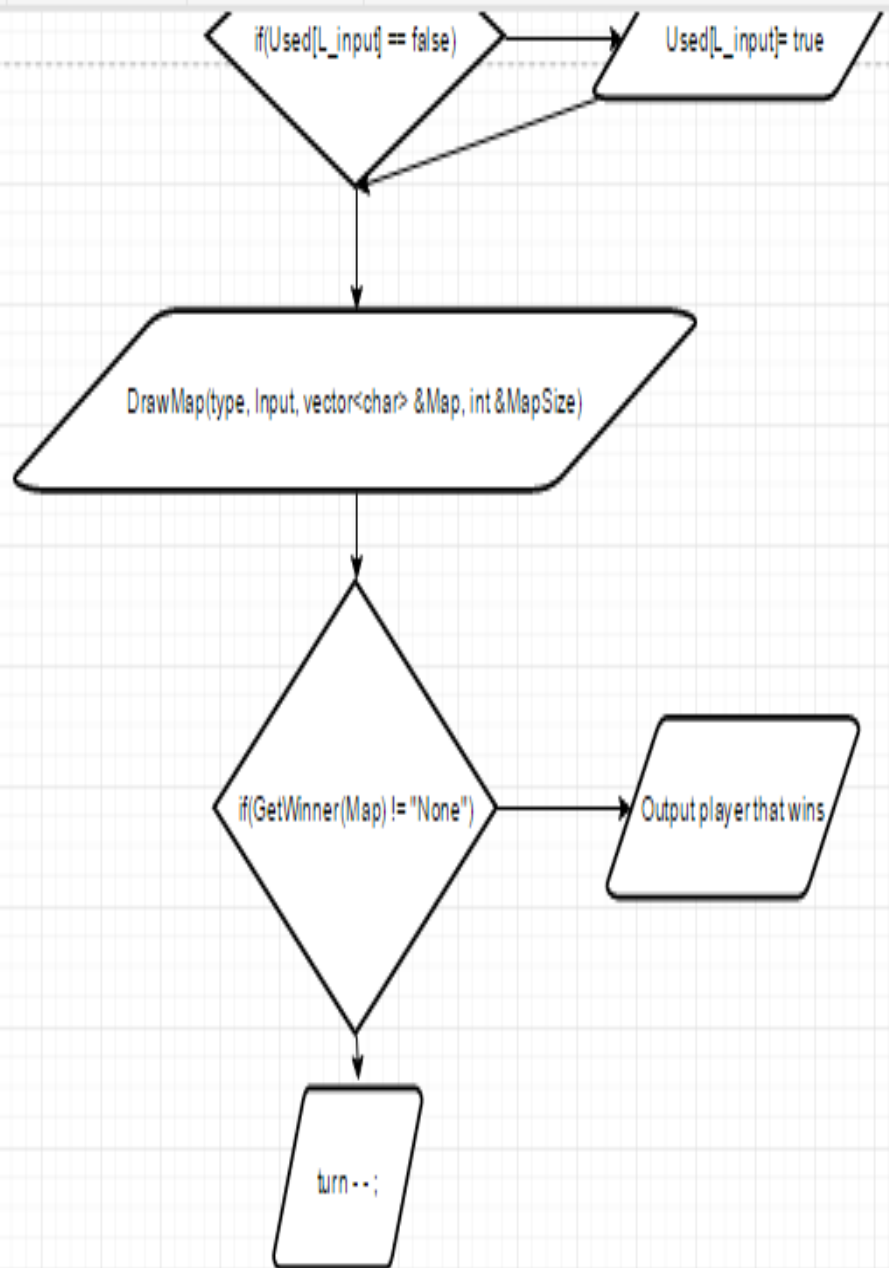 if(Used[L_input] == false)
Used[L_input]= true
DrawMap(type, Input, vector<char> &Map, int &MapSize)
if(GetWinner(Map) != "None")
Output player that wins
turn - - ;